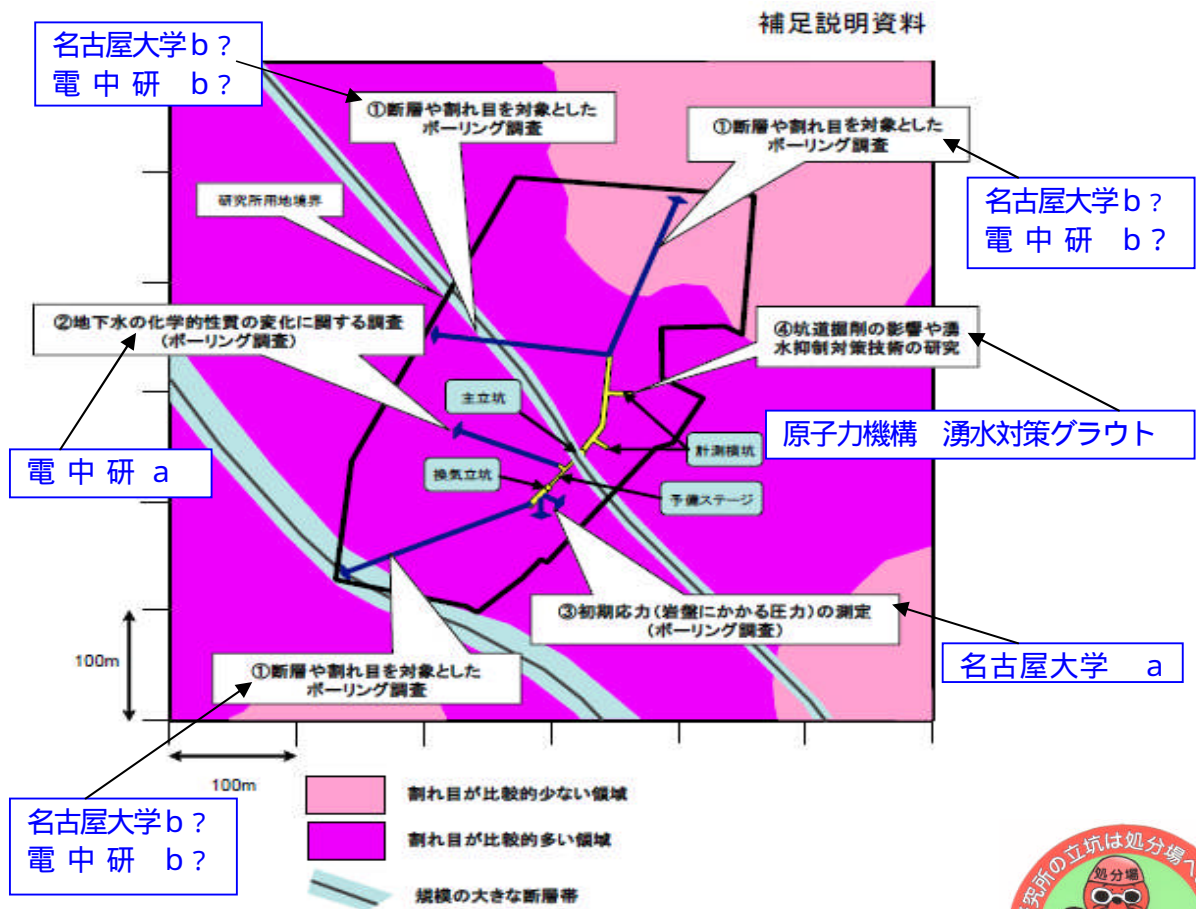 補足説明資料
名古屋大学ｂ？
電 中 研　ｂ？
①断層や割れ目を対象とした
ボーリング調査
①断層や割れ目を対象とした
ボーリング調査
名古屋大学ｂ？
電 中 研　ｂ？
研究所用地境界
②地下水の化学的性質の変化に関する調査
(ボーリング調査)
④坑道掘削の影響や湧
水抑制対策技術の研究
主立坑
原子力機構　湧水対策グラウト
電 中 研 ａ
計測横坑
換気立坑
予備ステージ
③初期応力(岩盤にかかる圧力)の測定
(ボーリング調査)
100m
①断層や割れ目を対象とした
ボーリング調査
名古屋大学　ａ
100m
名古屋大学ｂ？
電 中 研　ｂ？
割れ目が比較的少ない領域
割れ目が比較的多い領域
規模の大きな断層帯
究所の立坑は処分場へ
処分場